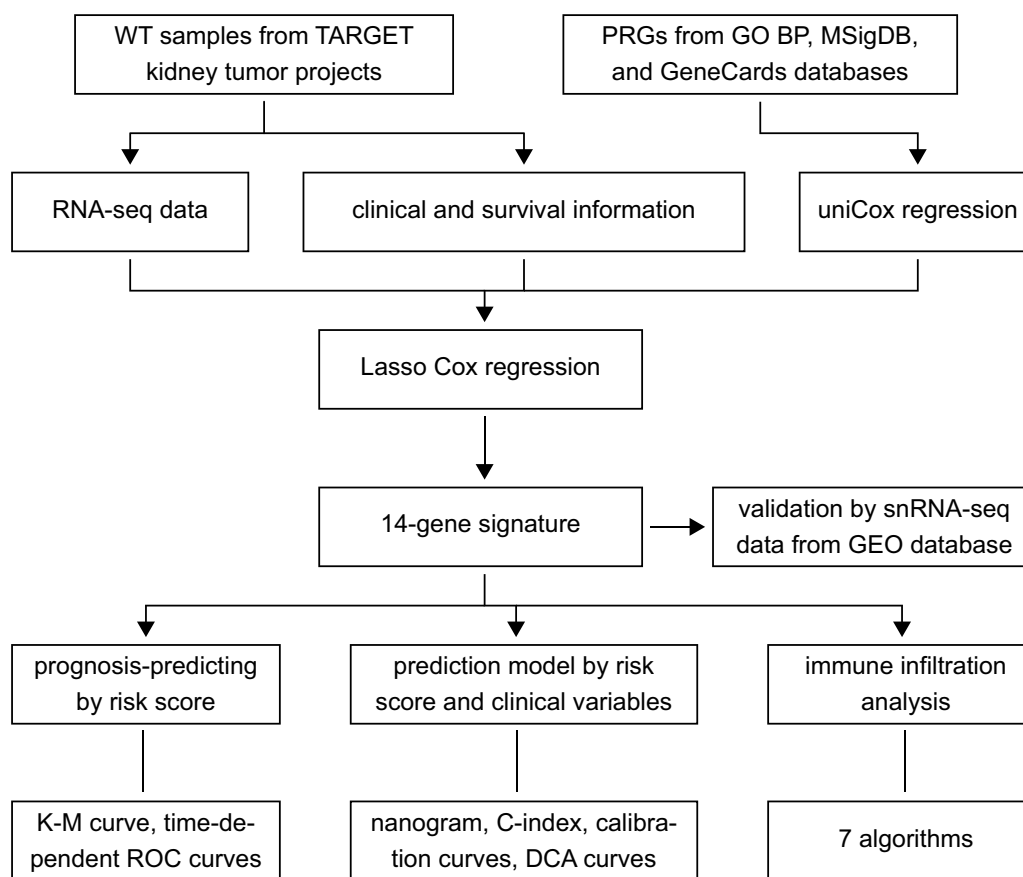 WT samples from TARGET
kidney tumor projects
PRGs from GO BP, MSigDB,
and GeneCards databases
RNA-seq data
clinical and survival information
uniCox regression
Lasso Cox regression
14-gene signature
validation by snRNA-seq
data from GEO database
prognosis-predicting
by risk score
prediction model by risk
score and clinical variables
immune infiltration
analysis
K-M curve, time-de-
pendent ROC curves
nanogram, C-index, calibra-
tion curves, DCA curves
7 algorithms